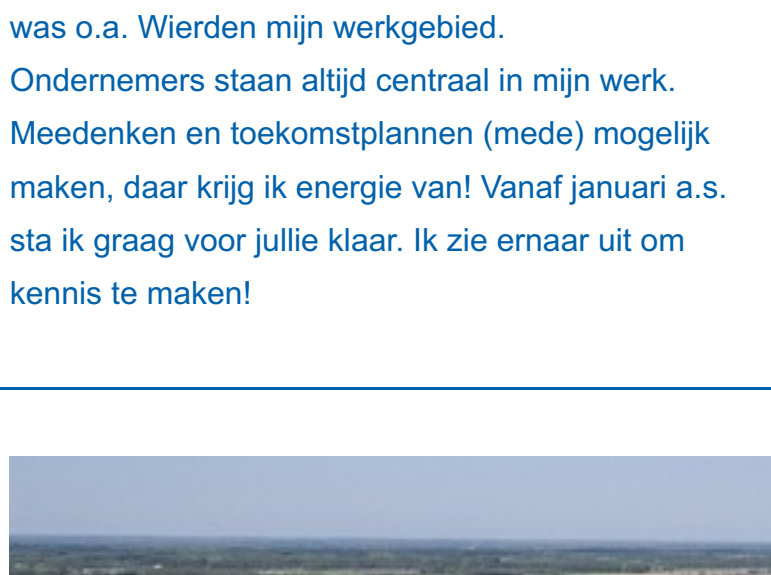 was o.a. Wierden mijn werkgebied.
Ondernemers staan altijd centraal in mijn werk.
Meedenken en toekomstplannen (mede) mogelijk
maken, daar krijg ik energie van! Vanaf januari a.s.
sta ik graag voor jullie klaar. Ik zie ernaar uit om
kennis te maken!